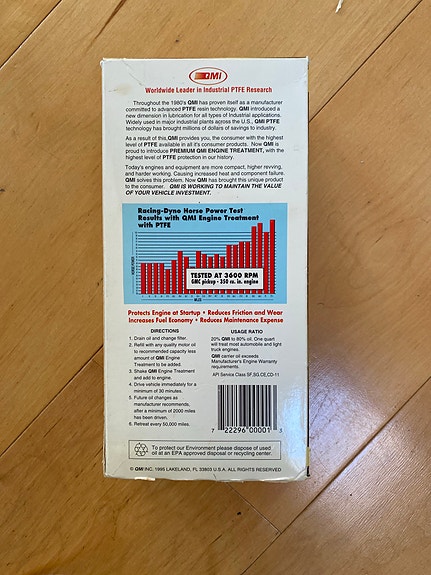 QMI
Worldwide Leader in Industrial PTFE Research
Throughout the 1980's QMI has proven itself as a manufacturer
committed to advanced PTFE resin technology. QMI introduced a
new dimension in lubrication for all types of Industrial applications.
Widely used in major industrial plants across the U.S., QMI PTFE
technology has brought millions of dollars of savings to industry.
As a result of this, QMI provides you, the consumer with the highest
level of PTFE available in all it's consumer products. Now QMI is
proud to introduce PREMIUM QMI ENGINE TREATMENT, with the
highest level of PTFE protection in our history.
Today's engines and equipment are more compact, higher revving,
and harder working. Causing increased heat and component failure.
QMI solves this problem. Now QMI has brought this unique product
to the consumer. QMI IS WORKING TO MAINTAIN THE VALUE
OF YOUR VEHICLE INVESTMENT.
Racing-Dyno Horse Power Test
Results with QMI Engine Treatment
with PTFE
TESTED AT 3600 RPM
GMC pickup - 350 cu. in. engine
Protects Engine at Startup • Reduces Friction and Wear
Increases Fuel Economy • Reduces Maintenance Expense
DIRECTIONS
1. Drain oil and change filter.
2. Refill with any quality motor oil
to recommended capacity less
amount of QMI Engine
Treatment to be added.
3. Shake QMI Engine Treatment
and add to engine.
4. Drive vehicle immediately for a
minimum of 30 minutes.
5. Future oil changes as
manufacturer recommends,
after a minimum of 2000 miles
has been driven.
6. Retreat every 50,000 miles.
USAGE RATIO
20% QMI to 80% oil. One quart
will treat most automobile and light
truck engines.
QMI carrier oil exceeds
Manufacturer's Engine Warranty
requirements.
API Service Class SF,SG,CE,CD-11
7 22296 00001 3
To protect our Environment please dispose of used
oil at an EPA approved disposal or recycling center.
© QMI INC. 1995 LAKELAND, FL 33803 U.S.A. ALL RIGHTS RESERVED